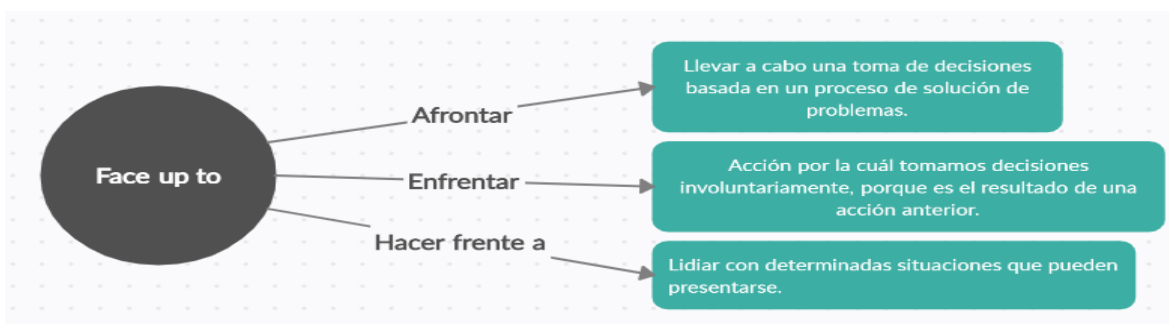 Face up to
Afrontar
Llevar a cabo una toma de decisiones
basada en un proceso de solución de
problemas.
Enfrentar
Acción por la cuál tomamos decisiones
involuntariamente, porque es el resultado de una
acción anterior.
Hacer frente a
Lidiar con determinadas situaciones que pueden
presentarse.